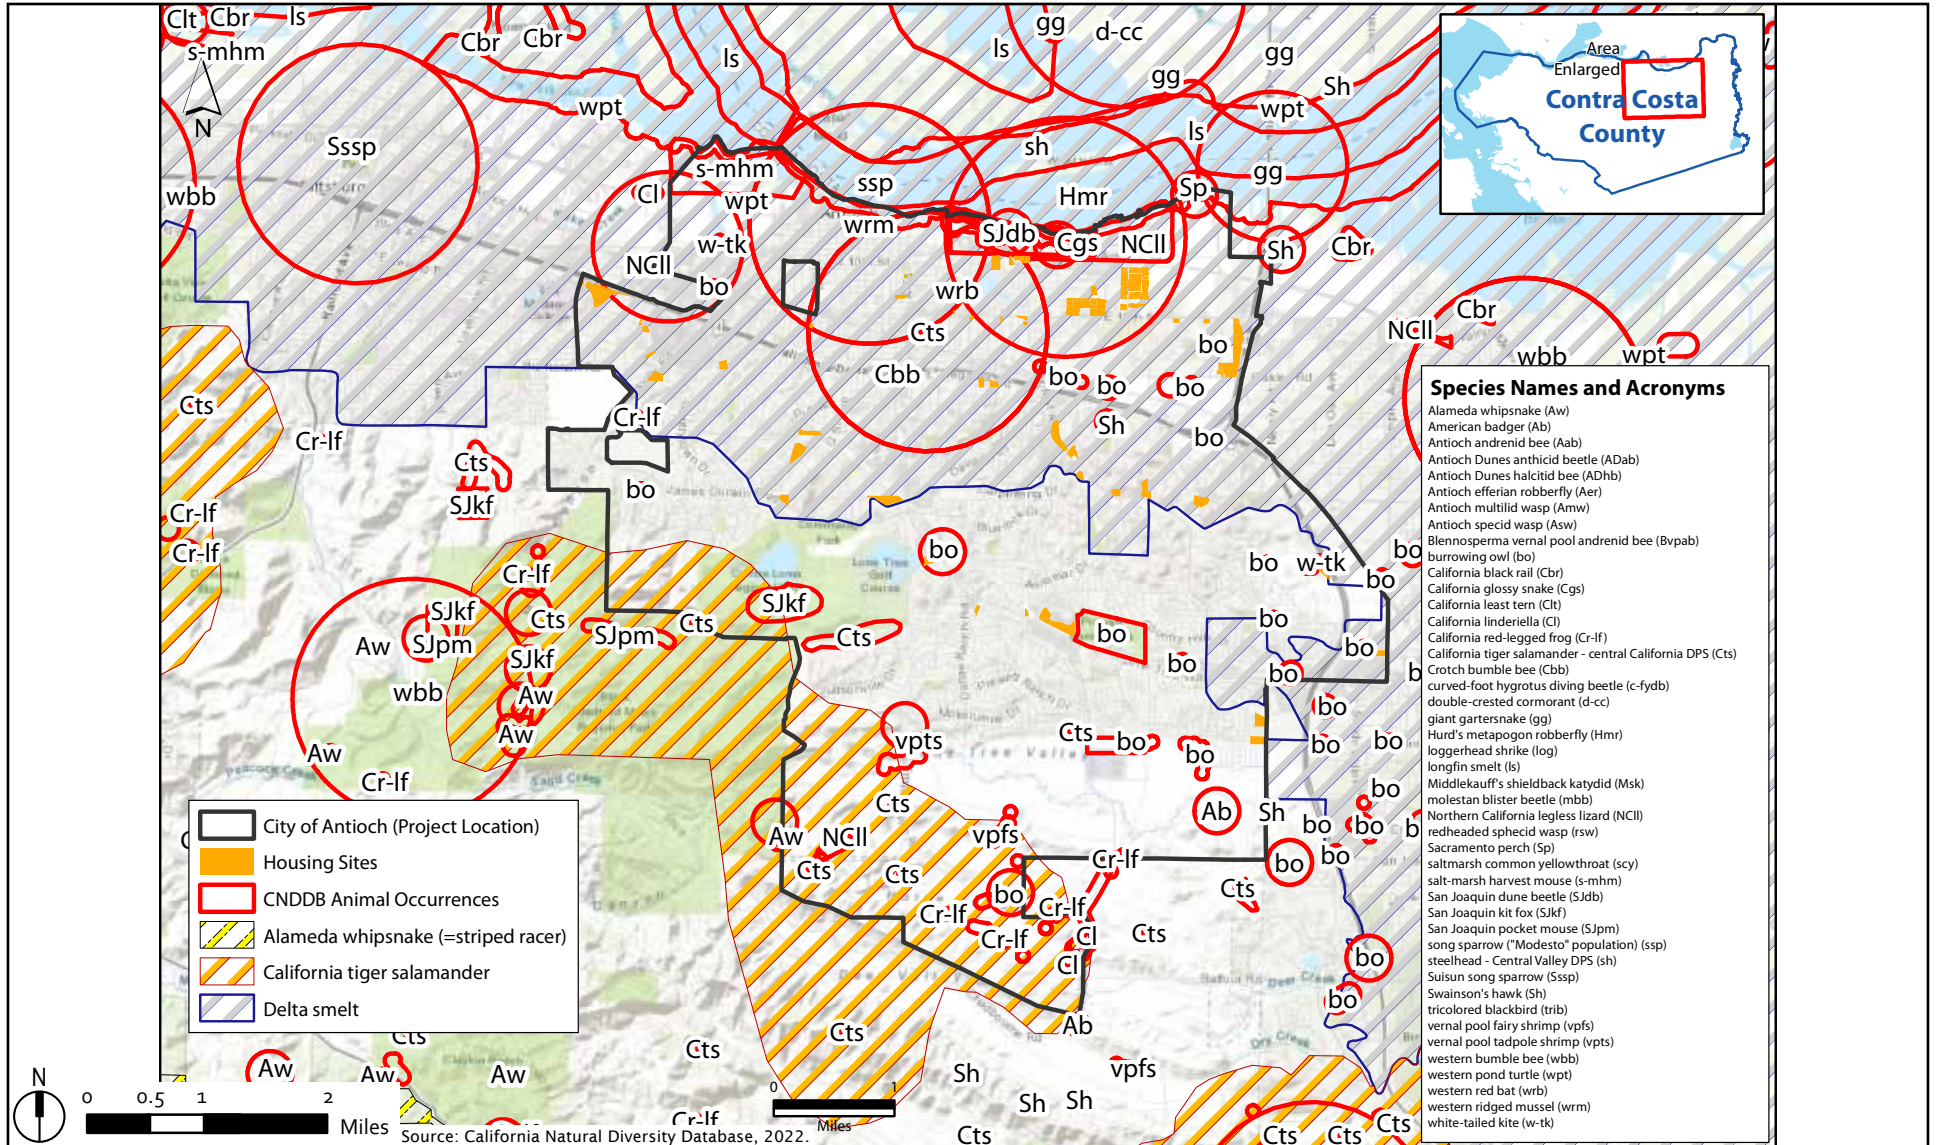 Clt
Cbr
ls
s-mhm
Cbr
Cbr
ls
ls
gg
d-cc
gg
gg
Sh
wpt
N
Sssp
wpt
wbb
Cl
s-mhm
wpt
ssp
sh
Hmr
ls
Sp
gg
w-tk
wrm
SJdb
Cgs
NCll
Sh
Cbr
NCll
bo
wrb
Cts
Cbb
bo
bo
bo
bo
Sh
bo
NCll
Cbr
wbb
wpt
Area
Enlarged
Contra Costa
County
Cts
Cr-lf
Cr-lf
Cts
SJkf
bo
Cr-lf
Cr-lf
Cr-lf
SJkf
SJpm
Aw
Cts
SJpm
Cts
SJkf
Cts
bo
bo
bo
w-tk
bo
bo
bo
bo
bo
bo
SJkf
Aw
wbb
Aw
Aw
Cr-lf
vpts
Cts
bo
bo
bo
bo
bo
bo
Cts
Ab
Sh
bo
bo
bo
bo
bo
Aw
NCll
Cts
Cts
vpfs
Cr-lf
Cts
bo
Cr-lf
Cr-lf
Cr-lf
Cl
Cl
Cts
bo
bo
Ab
Cts
Cts
Cts
Aw
Aw
Aw
Cr-lf
Sh
Sh
Sh
vpfs
Cts
Cts
Cts
Cts
City of Antioch (Project Location)
Housing Sites
CNDDB Animal Occurrences
Alameda whipsnake (=striped racer)
California tiger salamander
Delta smelt
Species Names and Acronyms
Alameda whipsnake (Aw)
American badger (Ab)
Antioch andrenid bee (Aab)
Antioch Dunes anthicid beetle (ADab)
Antioch Dunes halcitid bee (ADhb)
Antioch efferian robberfly (Aer)
Antioch multilid wasp (Amw)
Antioch specid wasp (Asw)
Blennosperma vernal pool andrenid bee (Bvpab)
burrowing owl (bo)
California black rail (Cbr)
California glossy snake (Cgs)
California least tern (Clt)
California linderiella (Cl)
California red-legged frog (Cr-lf)
California tiger salamander - central California DPS (Cts)
Crotch bumble bee (Cbb)
curved-foot hygrotus diving beetle (c-fydb)
double-crested cormorant (d-cc)
giant gartersnake (gg)
Hurd's metapogon robberfly (Hmr)
loggerhead shrike (log)
longfin smelt (ls)
Middlekauff's shieldback katydid (Msk)
molestan blister beetle (mbb)
Northern California legless lizard (NCll)
redheaded sphecid wasp (rsw)
Sacramento perch (Sp)
saltmarsh common yellowthroat (scy)
salt-marsh harvest mouse (s-mhm)
San Joaquin dune beetle (SJdb)
San Joaquin kit fox (SJkf)
San Joaquin pocket mouse (SJpm)
song sparrow ("Modesto" population) (ssp)
steelhead - Central Valley DPS (sh)
Suisun song sparrow (Sssp)
Swainson's hawk (Sh)
tricolored blackbird (trib)
vernal pool fairy shrimp (vpfs)
vernal pool tadpole shrimp (vpts)
western bumble bee (wbb)
western pond turtle (wpt)
western red bat (wrb)
western ridged mussel (wrm)
white-tailed kite (w-tk)
N
0 0.5 1 2
Miles
0 1
Miles
Source: California Natural Diversity Database, 2022.